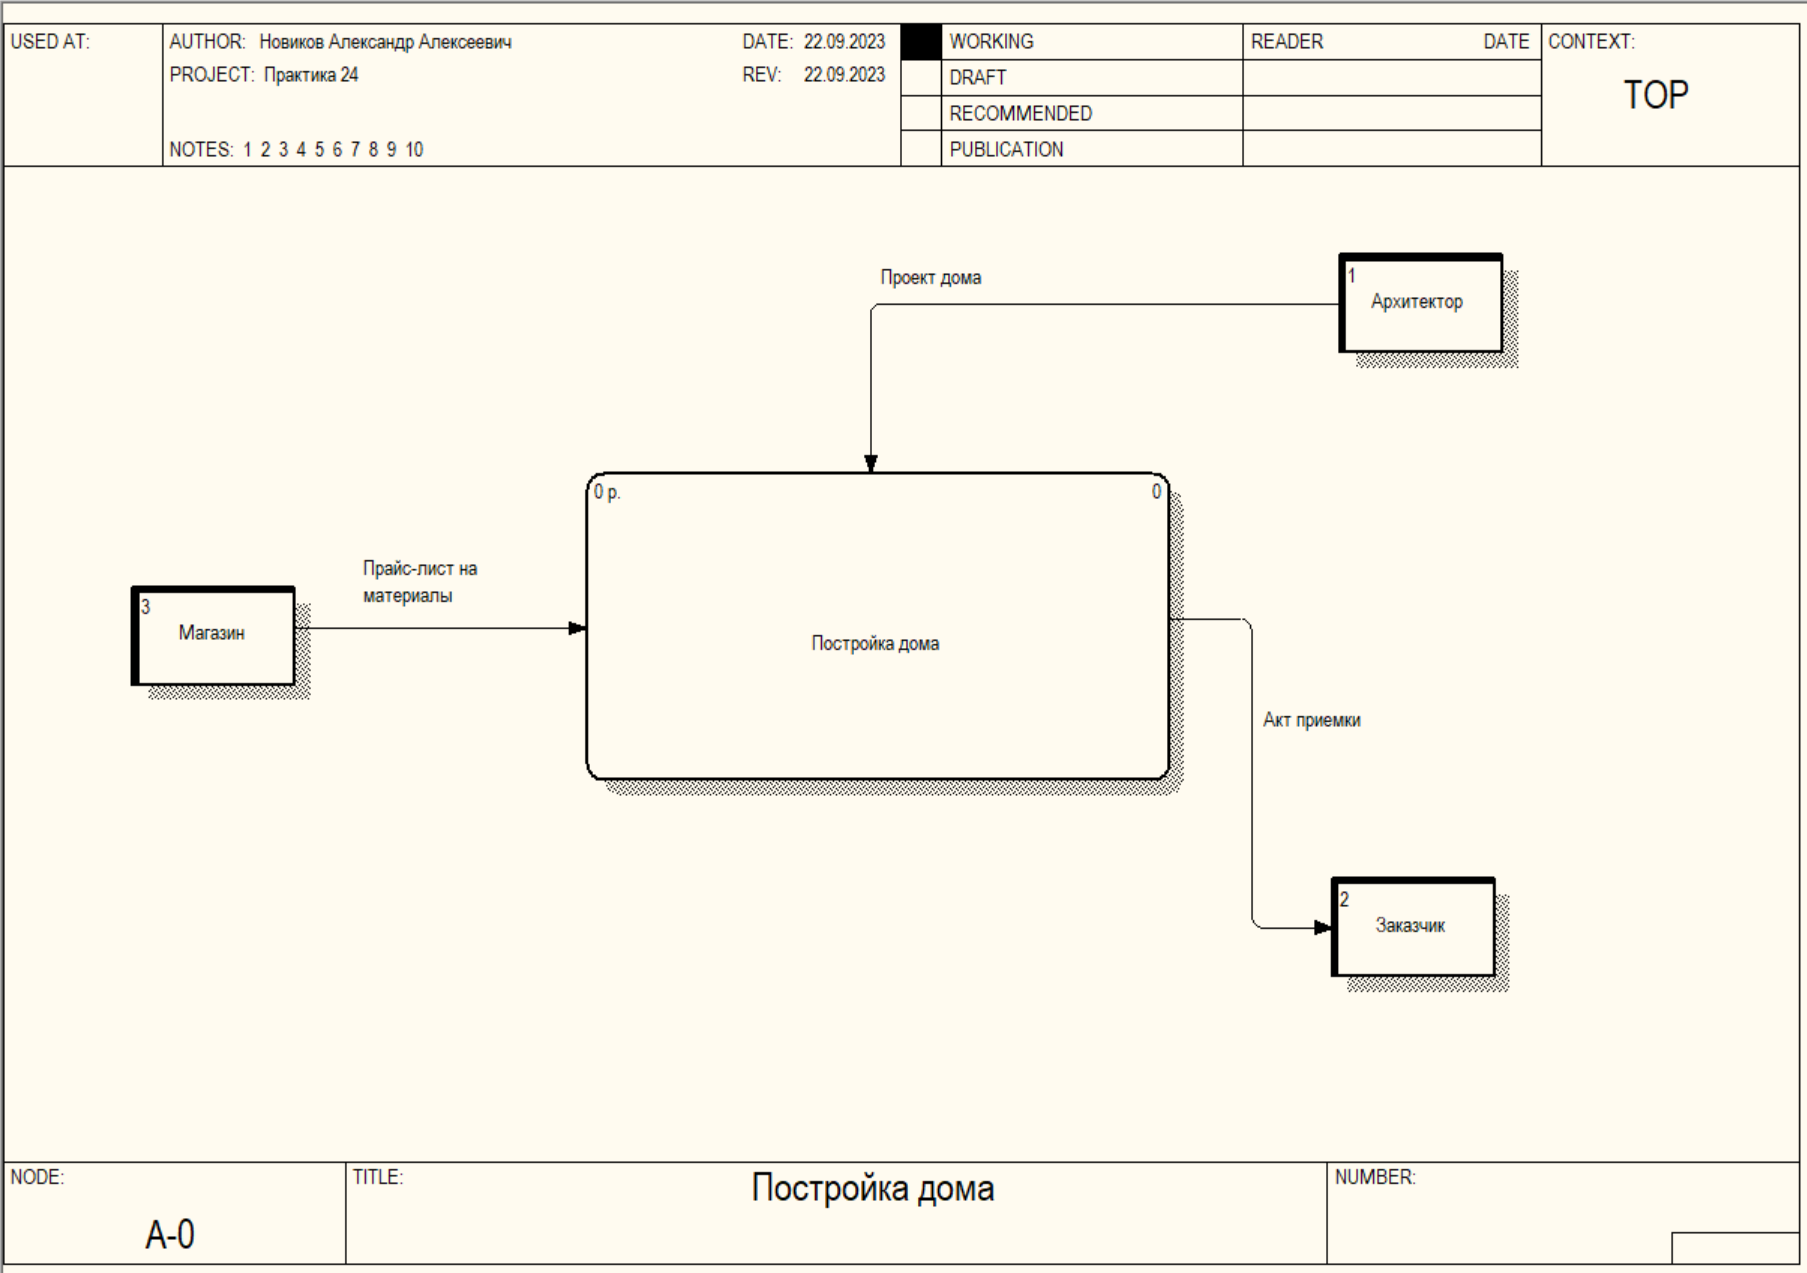 USED AT:
AUTHOR: Новиков Александр Алексеевич
DATE: 22.09.2023
PROJECT: Практика 24
REV: 22.09.2023
NOTES: 1 2 3 4 5 6 7 8 9 10
WORKING
DRAFT
RECOMMENDED
PUBLICATION
READER DATE
CONTEXT:
TOP
Проект дома
1
Архитектор
0 р. 0
Прайс-лист на
материалы
3
Магазин
Постройка дома
Акт приемки
2
Заказчик
NODE:
A-0
TITLE:
Постройка дома
NUMBER: